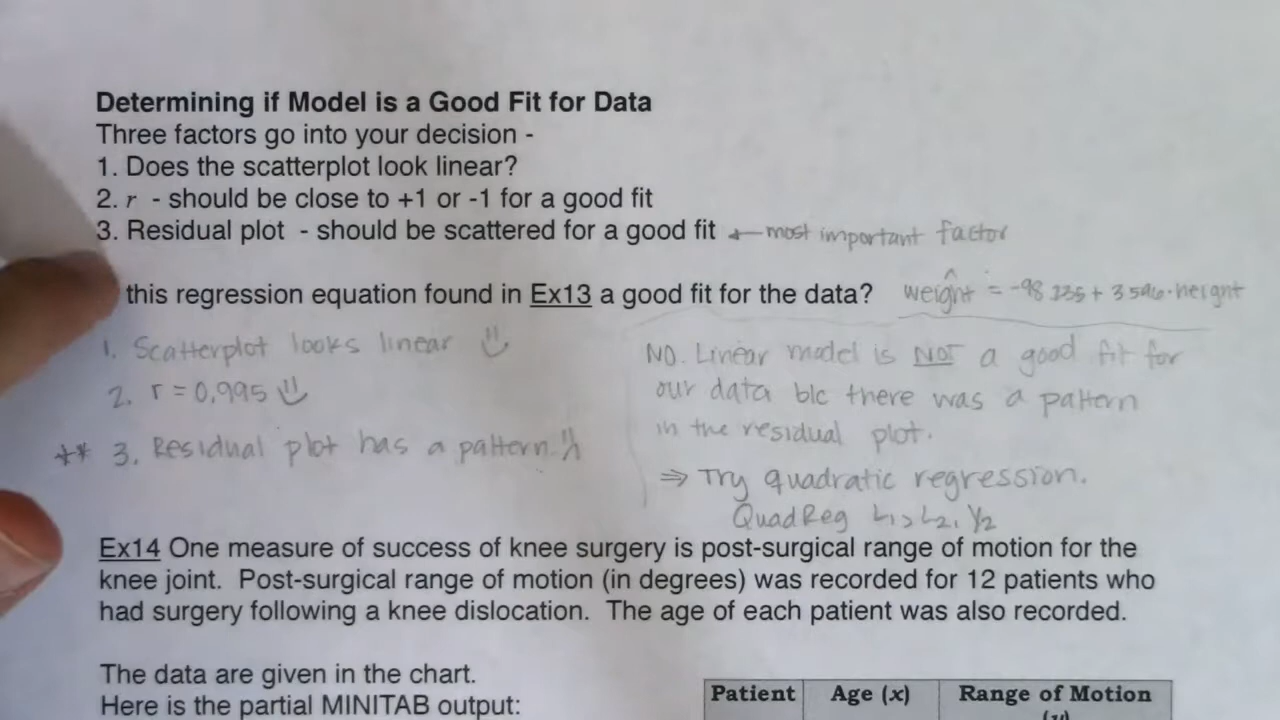 Determining if Model is a Good Fit for Data
Three factors go into your decision -
1. Does the scatterplot look linear?
2. r - should be close to +1 or -1 for a good fit
3. Residual plot - should be scattered for a good fit ← most important factor
this regression equation found in Ex13 a good fit for the data? weight^ = -98.235 + 3.596·height
1. Scatterplot looks linear
2. r = 0.995
** 3. Residual plot has a pattern.
NO. Linear model is NOT a good fit for
our data b/c there was a pattern
in the residual plot.
⇒ Try quadratic regression.
QuadReg L1, L2, Y2
Ex14 One measure of success of knee surgery is post-surgical range of motion for the
knee joint. Post-surgical range of motion (in degrees) was recorded for 12 patients who
had surgery following a knee dislocation. The age of each patient was also recorded.
The data are given in the chart.
Here is the partial MINITAB output:
Patient Age (x) Range of Motion
(y)